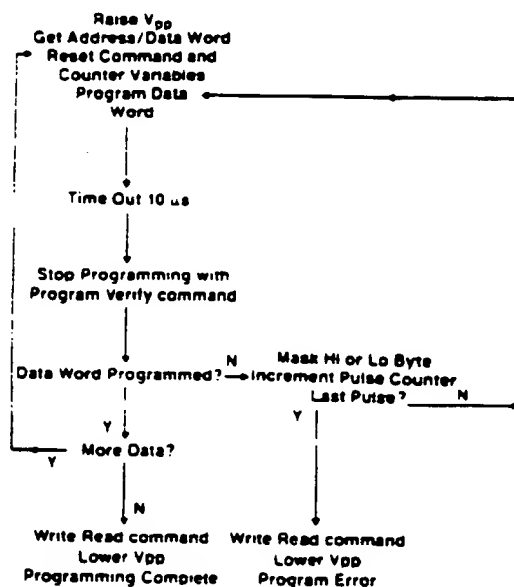 Raise Vpp
Get Address/Data Word
Reset Command and
Counter Variables
Program Data
Word
Time Out 10 µs
Stop Programming with
Program Verify command
Data Word Programmed?
N
Mask Hi or Lo Byte
Increment Pulse Counter
Last Pulse?
N
Y
Y
More Data?
Y
N
Write Read command
Lower Vpp
Programming Complete
Write Read command
Lower Vpp
Program Error